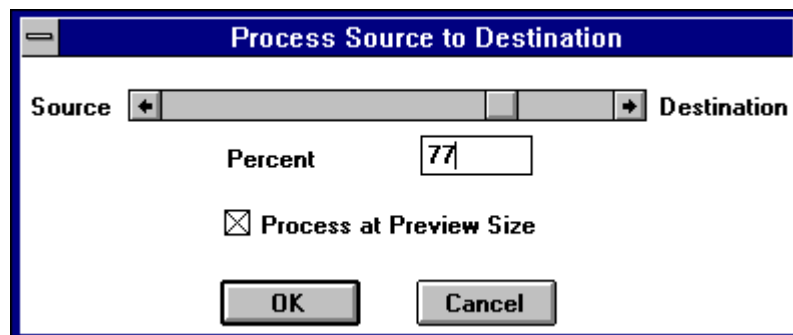 Process Source to Destination
Source Destination
Percent 77
Process at Preview Size
OK Cancel